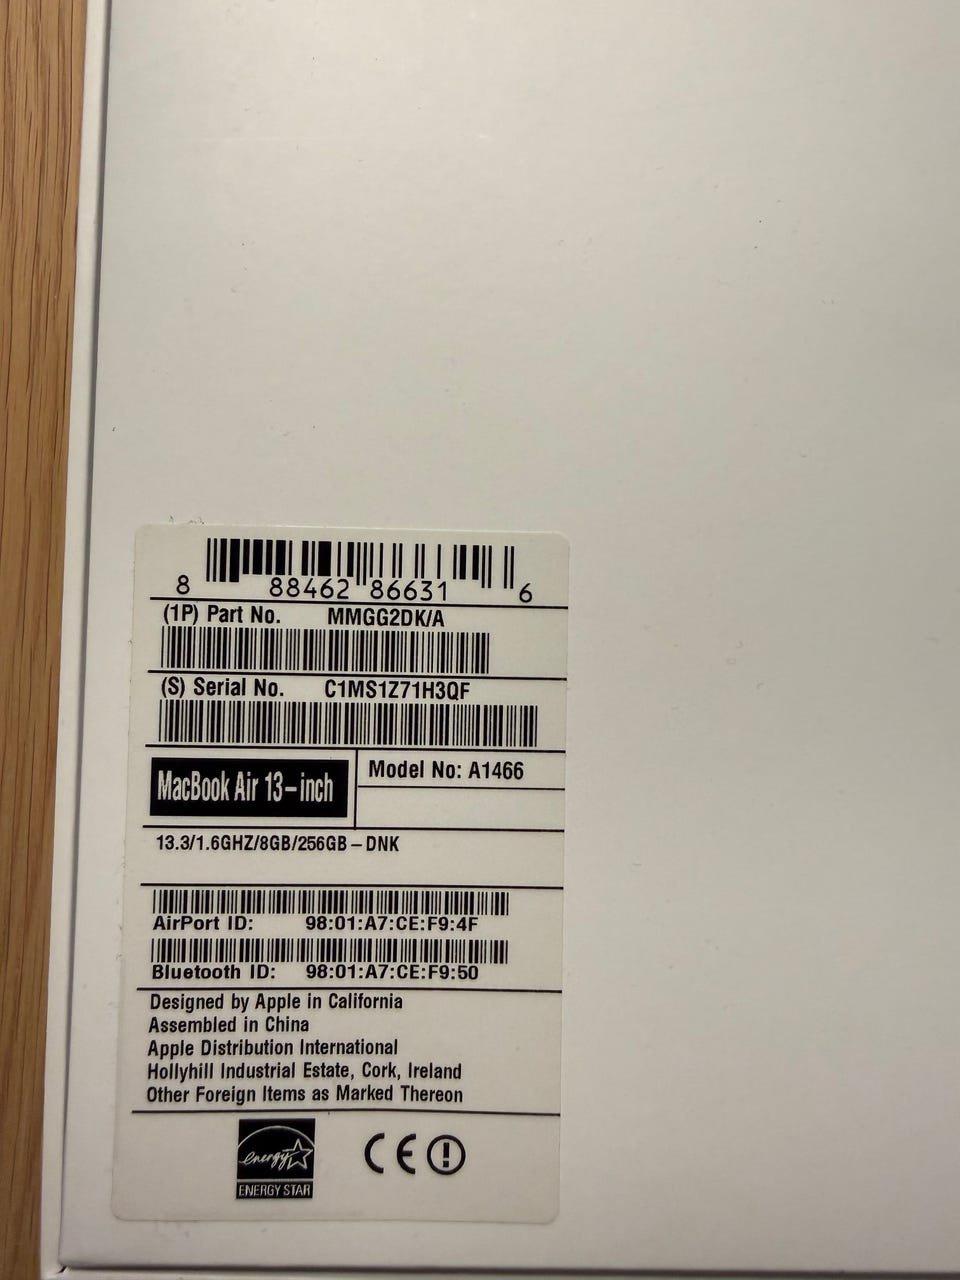 8 88462 86631 6
(1P) Part No. MMGG2DK/A
(S) Serial No. C1MS1Z71H3QF
MacBook Air 13-inch
Model No: A1466
13.3/1.6GHZ/8GB/256GB-DNK
AirPort ID: 98:01:A7:CE:F9:4F
Bluetooth ID: 98:01:A7:CE:F9:50
Designed by Apple in California
Assembled in China
Apple Distribution International
Hollyhill Industrial Estate, Cork, Ireland
Other Foreign Items as Marked Thereon
energy
ENERGY STAR
CE